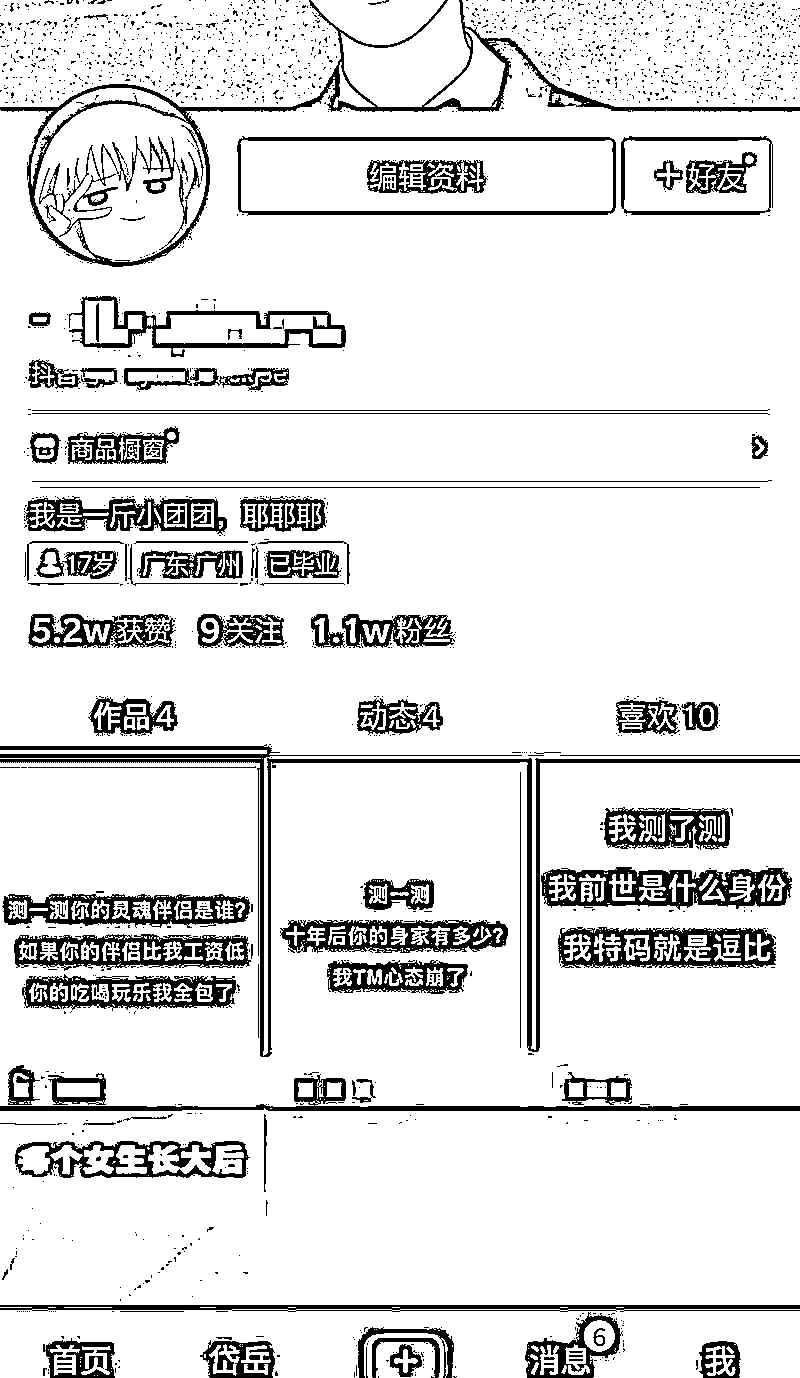 编辑资料
+好友
商品橱窗
我是一斤小团团，耶耶耶
17岁 广东·广州 已毕业
5.2w获赞 9关注 1.1w粉丝
作品4 动态4 喜欢10
测一测你的灵魂伴侣是谁？
如果你的伴侣比我工资低
你的吃喝玩乐我全包了
测一测
十年后你的身家有多少？
我TM心态崩了
我测了测
我前世是什么身份
我特码就是逗比
个女生长大后
首页 岱岳 消息 6 我